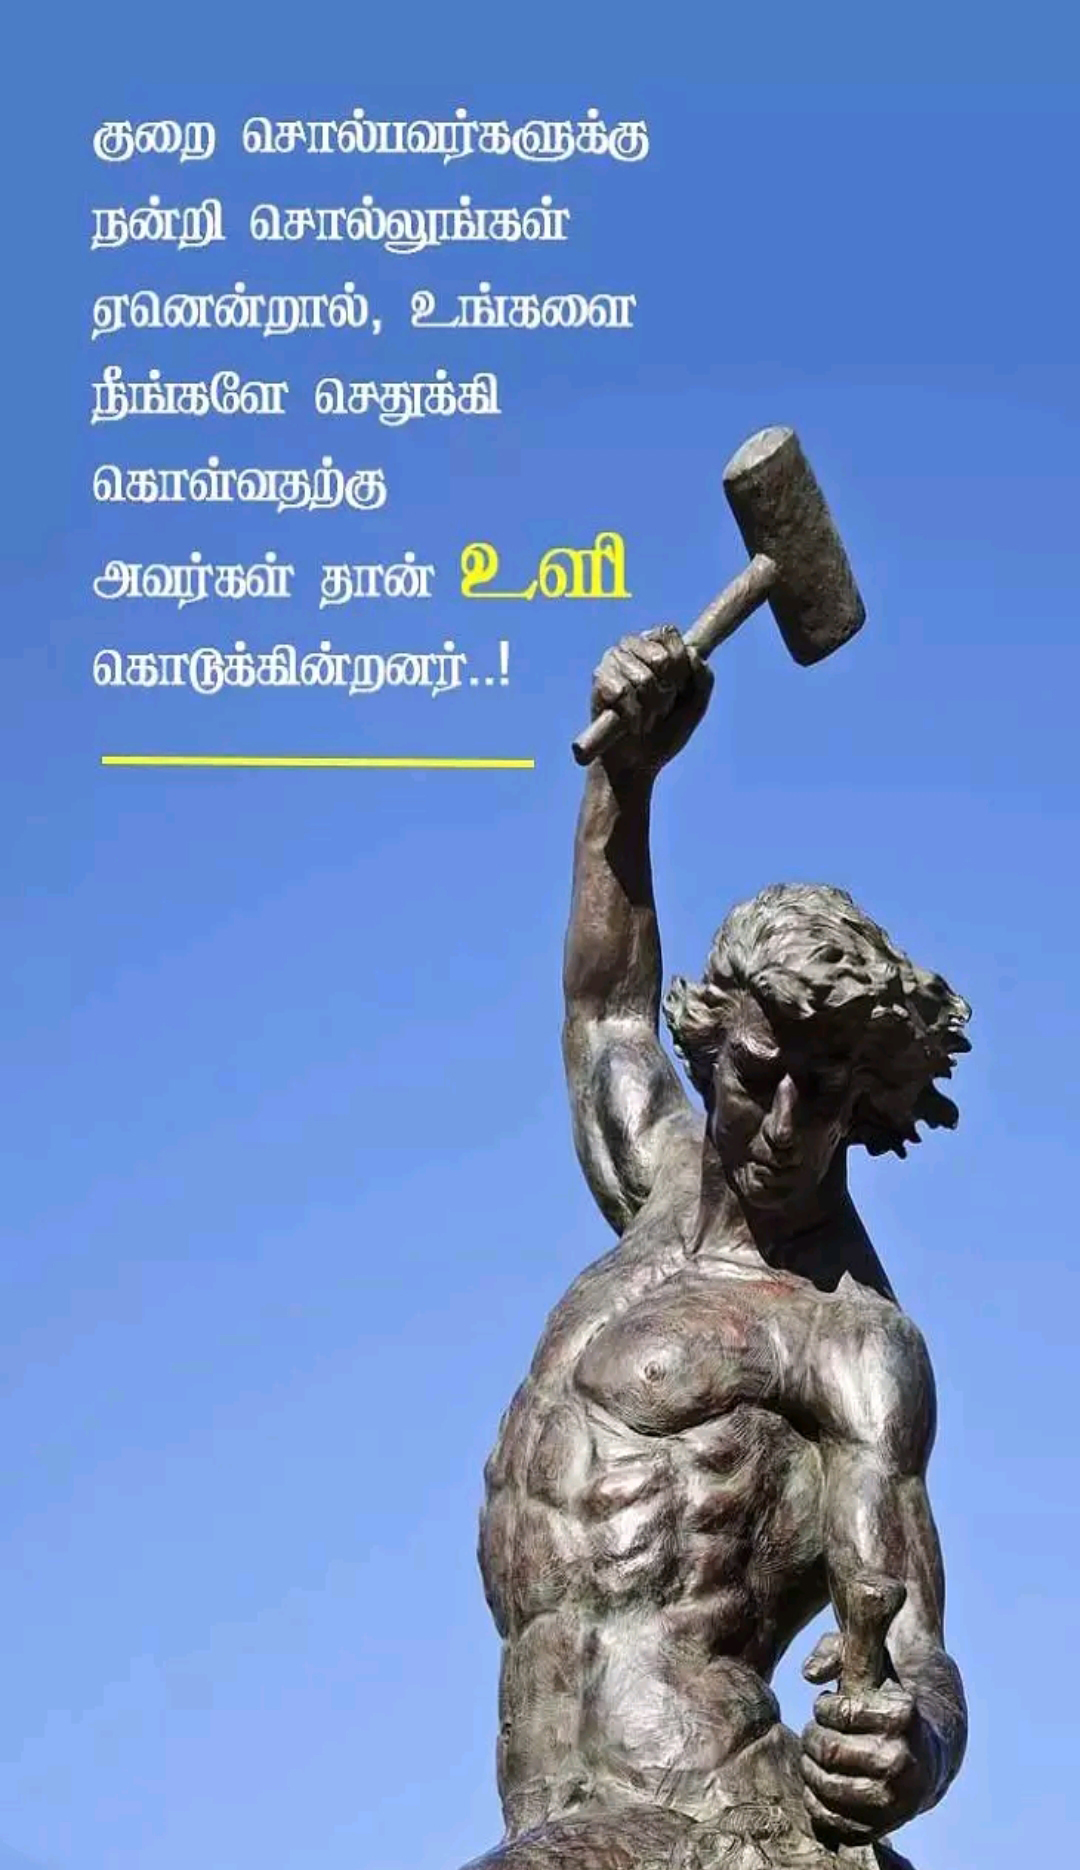 குறை சொல்பவர்களுக்கு
நன்றி சொல்லுங்கள்
ஏனென்றால், உங்களை
நீங்களே செதுக்கி
கொள்வதற்கு
அவர்கள் தான் உளி
கொடுக்கின்றனர்..!